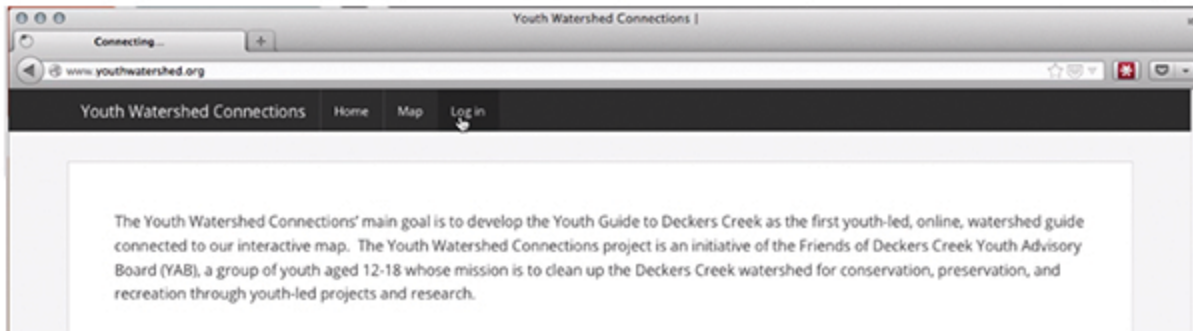 Youth Watershed Connections |
Connecting...
www.youthwatershed.org
Youth Watershed Connections Home Map Log in
The Youth Watershed Connections' main goal is to develop the Youth Guide to Deckers Creek as the first youth-led, online, watershed guide
connected to our interactive map. The Youth Watershed Connections project is an initiative of the Friends of Deckers Creek Youth Advisory
Board (YAB), a group of youth aged 12-18 whose mission is to clean up the Deckers Creek watershed for conservation, preservation, and
recreation through youth-led projects and research.